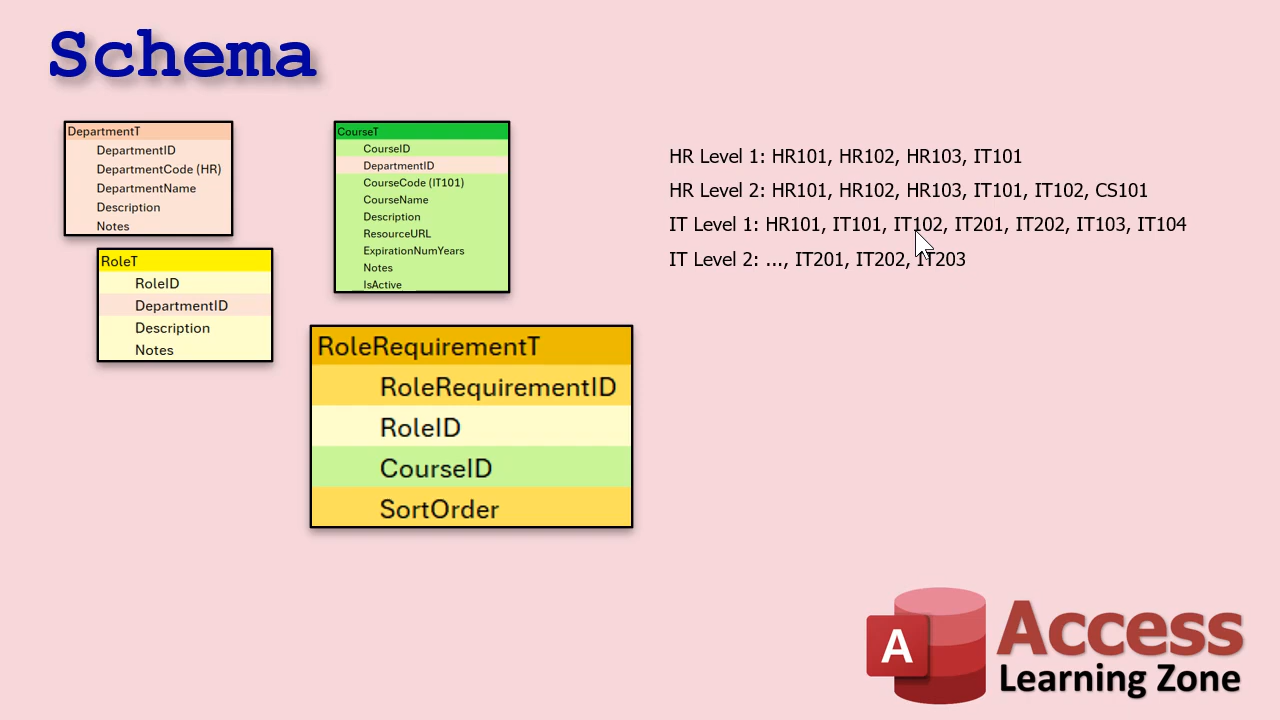 Schema
DepartmentT
DepartmentID
DepartmentCode (HR)
DepartmentName
Description
Notes
RoleT
RoleID
DepartmentID
Description
Notes
CourseT
CourseID
DepartmentID
CourseCode (IT101)
CourseName
Description
ResourceURL
ExpirationNumYears
Notes
IsActive
RoleRequirementT
RoleRequirementID
RoleID
CourseID
SortOrder
HR Level 1: HR101, HR102, HR103, IT101
HR Level 2: HR101, HR102, HR103, IT101, IT102, CS101
IT Level 1: HR101, IT101, IT102, IT201, IT202, IT103, IT104
IT Level 2: ..., IT201, IT202, IT203
A
Access
Learning Zone